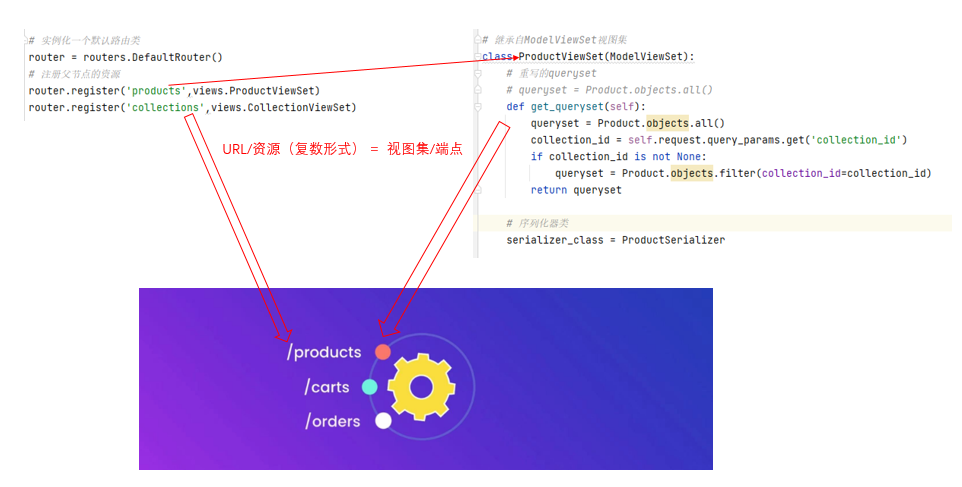 # 实例化一个默认路由类
router = routers.DefaultRouter()
# 注册父节点的资源
router.register('products',views.ProductViewSet)
router.register('collections',views.CollectionViewSet)
# 继承自ModelViewSet视图集
class ProductViewSet(ModelViewSet):
# 重写的queryset
# queryset = Product.objects.all()
def get_queryset(self):
queryset = Product.objects.all()
collection_id = self.request.query_params.get('collection_id')
if collection_id is not None:
queryset = Product.objects.filter(collection_id=collection_id)
return queryset
# 序列化器类
serializer_class = ProductSerializer
URL/资源（复数形式） = 视图集/端点
/products
/carts
/orders